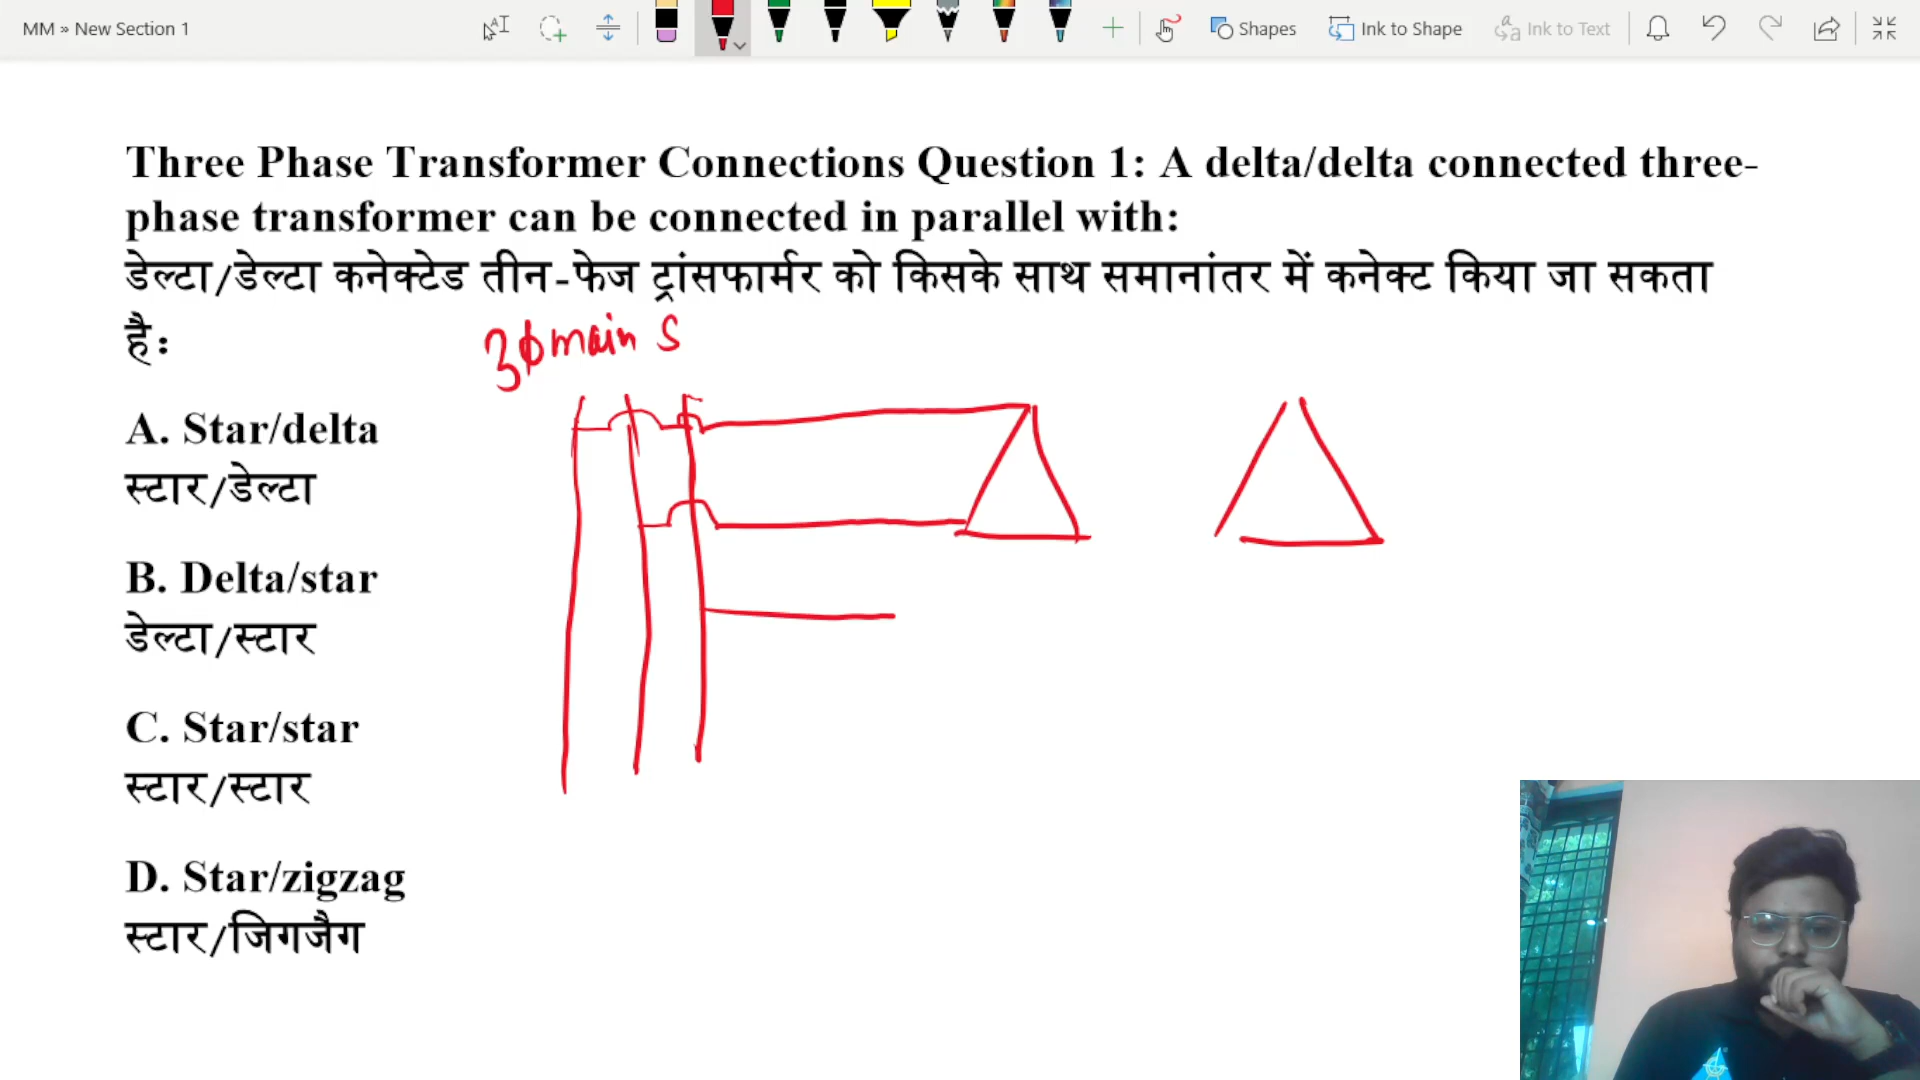 MM » New Section 1
Shapes
Ink to Shape
Ink to Text
Three Phase Transformer Connections Question 1: A delta/delta connected three-
phase transformer can be connected in parallel with:
डेल्टा/डेल्टा कनेक्टेड तीन-फेज ट्रांसफार्मर को किसके साथ समानांतर में कनेक्ट किया जा सकता
है:
3φ main S
A. Star/delta
स्टार/डेल्टा
B. Delta/star
डेल्टा/स्टार
C. Star/star
स्टार/स्टार
D. Star/zigzag
स्टार/जिगजैग